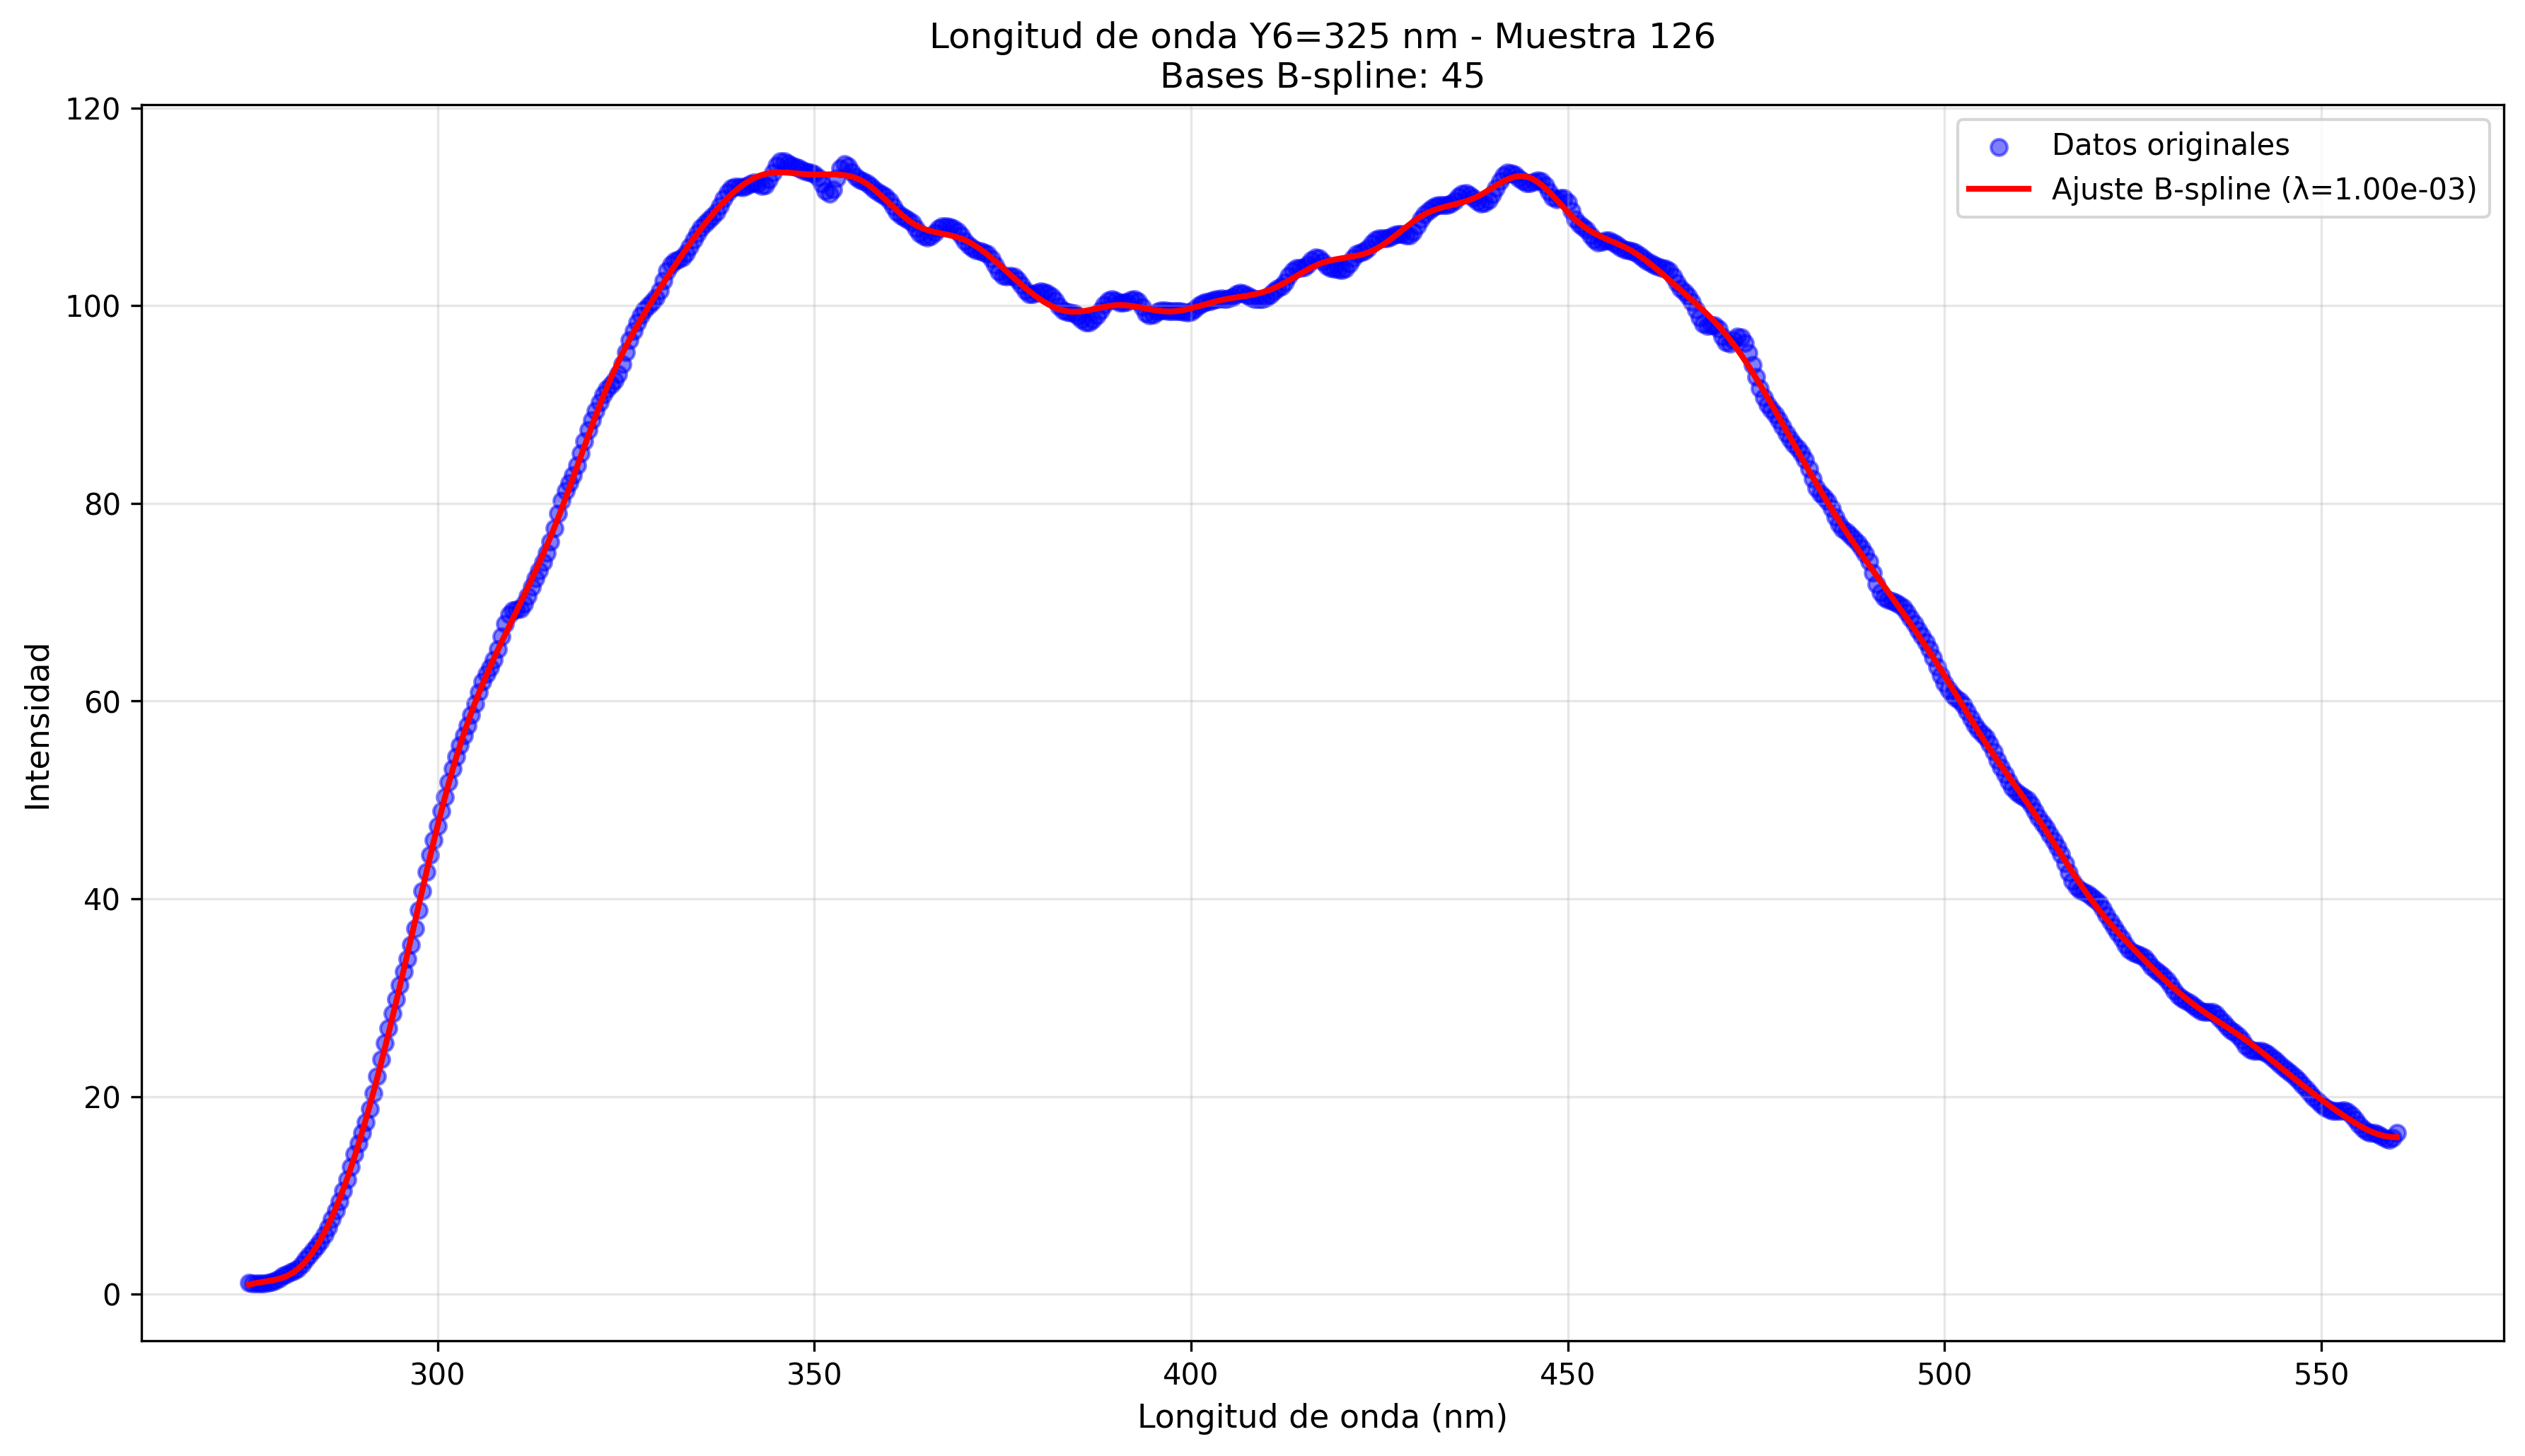 Longitud de onda Y6=325 nm - Muestra 126
Bases B-spline: 45
Datos originales
Ajuste B-spline (λ=1.00e-03)
Intensidad
120
100
80
60
40
20
0
300 350 400 450 500 550
Longitud de onda (nm)